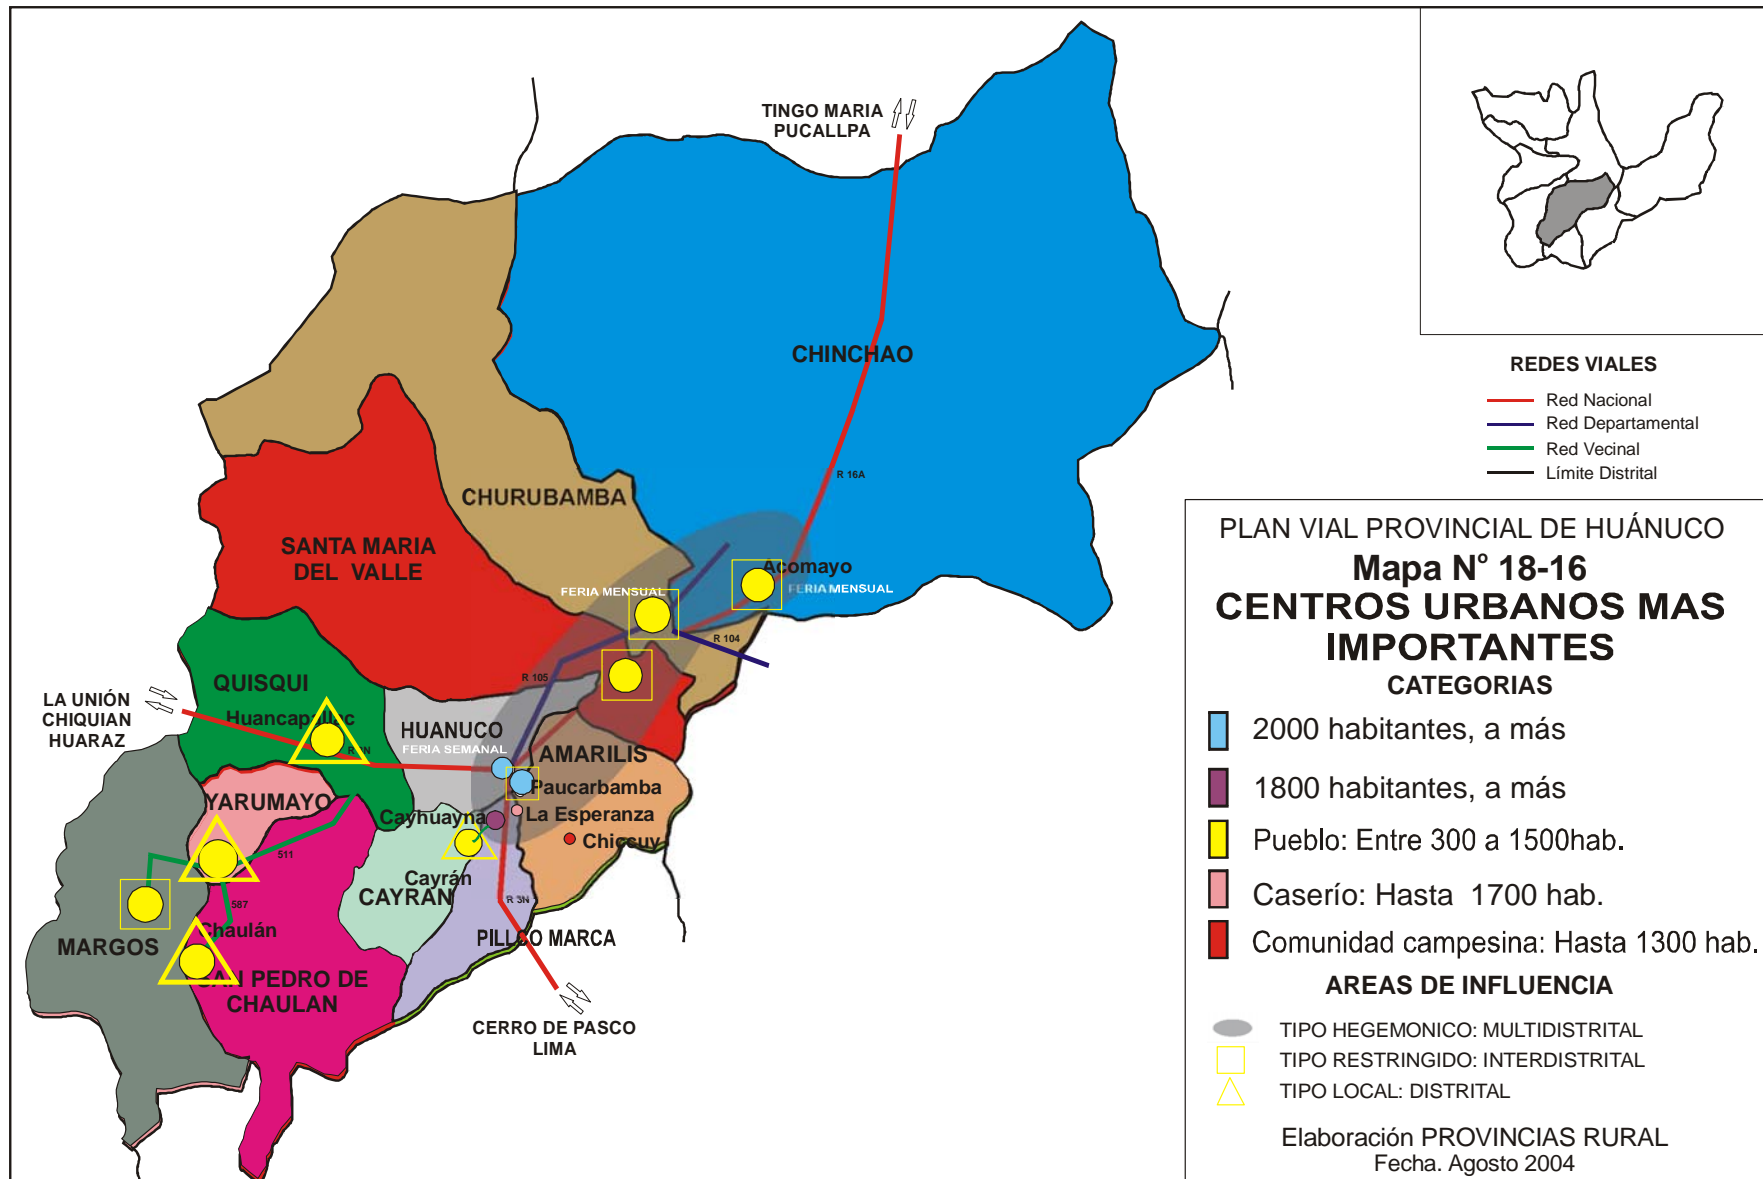 TINGO MARIA
PUCALLPA
CHINCHAO
R 16A
CHURUBAMBA
SANTA MARIA
DEL VALLE
Acomayo
FERIA MENSUAL
FERIA MENSUAL
R 104
R 105
QUISQUI
LA UNIÓN
CHIQUIAN
HUARAZ
Huancapallac
HUANUCO
FERIA SEMANAL
AMARILIS
Paucarbamba
YARUMAYO
La Esperanza
Cayhuayna
Chiccuy
511
Cayrán
CAYRAN
587
R 3N
Chaulán
MARGOS
PILLCO MARCA
SAN PEDRO DE
CHAULAN
CERRO DE PASCO
LIMA
REDES VIALES
Red Nacional
Red Departamental
Red Vecinal
Límite Distrital
PLAN VIAL PROVINCIAL DE HUÁNUCO
Mapa N° 18-16
CENTROS URBANOS MAS
IMPORTANTES
CATEGORIAS
2000 habitantes, a más
1800 habitantes, a más
Pueblo: Entre 300 a 1500hab.
Caserío: Hasta 1700 hab.
Comunidad campesina: Hasta 1300 hab.
AREAS DE INFLUENCIA
TIPO HEGEMONICO: MULTIDISTRITAL
TIPO RESTRINGIDO: INTERDISTRITAL
TIPO LOCAL: DISTRITAL
Elaboración PROVINCIAS RURAL
Fecha. Agosto 2004